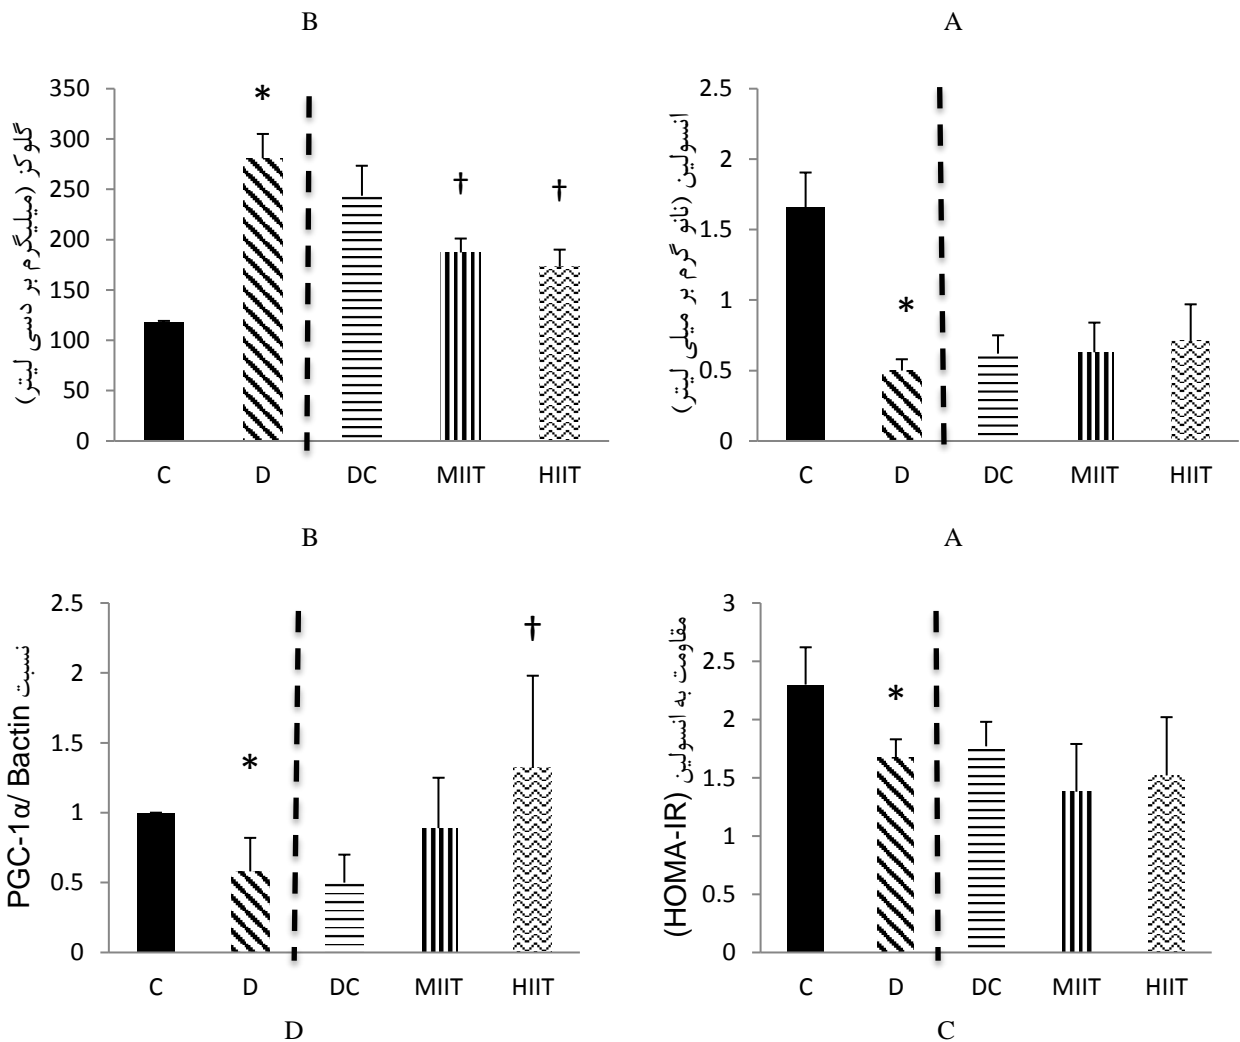 B
A
گلوکز (میلیگرم بر دسی لیتر)
350
300
250
200
150
100
50
0
*
†
†
C D DC MIIT HIIT
انسولین (نانو گرم بر میلی لیتر)
2.5
2
1.5
1
0.5
0
*
C D DC MIIT HIIT
B
A
نسبت PGC-1α/ Bactin
2.5
2
1.5
1
0.5
0
*
†
C D DC MIIT HIIT
مقاومت به انسولین (HOMA-IR)
3
2.5
2
1.5
1
0.5
0
*
C D DC MIIT HIIT
D
C